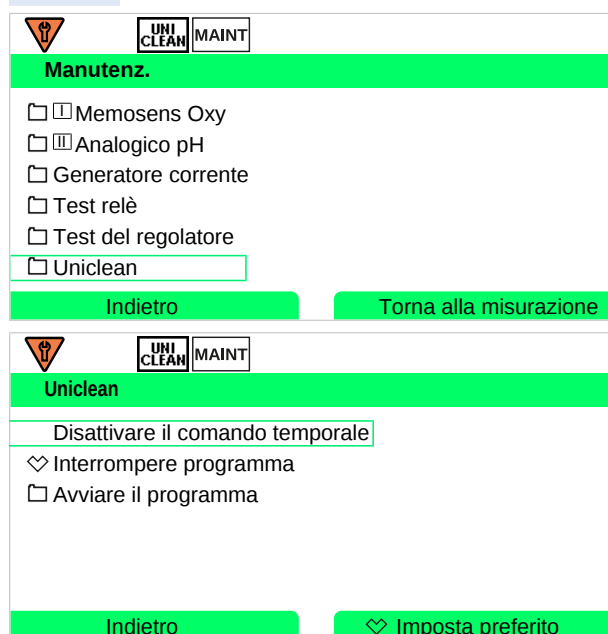 UNI
CLEAN MAINT
Manutenz.
I Memosens Oxy
II Analogico pH
Generatore corrente
Test relè
Test del regolatore
Uniclean
Indietro Torna alla misurazione
UNI
CLEAN MAINT
Uniclean
Disattivare il comando temporale
Interrompere programma
Avviare il programma
Indietro Imposta preferito